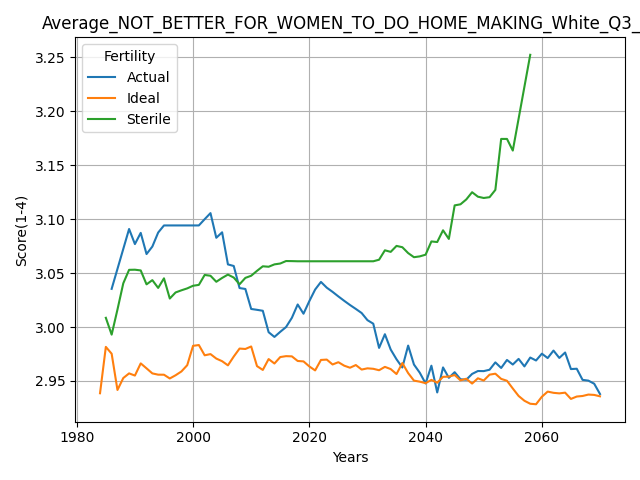 Average_NOT_BETTER_FOR_WOMEN_TO_DO_HOME_MAKING_White_Q3_
Fertility
Actual
Ideal
Sterile
Score(1-4)
3.25
3.20
3.15
3.10
3.05
3.00
2.95
1980 2000 2020 2040 2060
Years